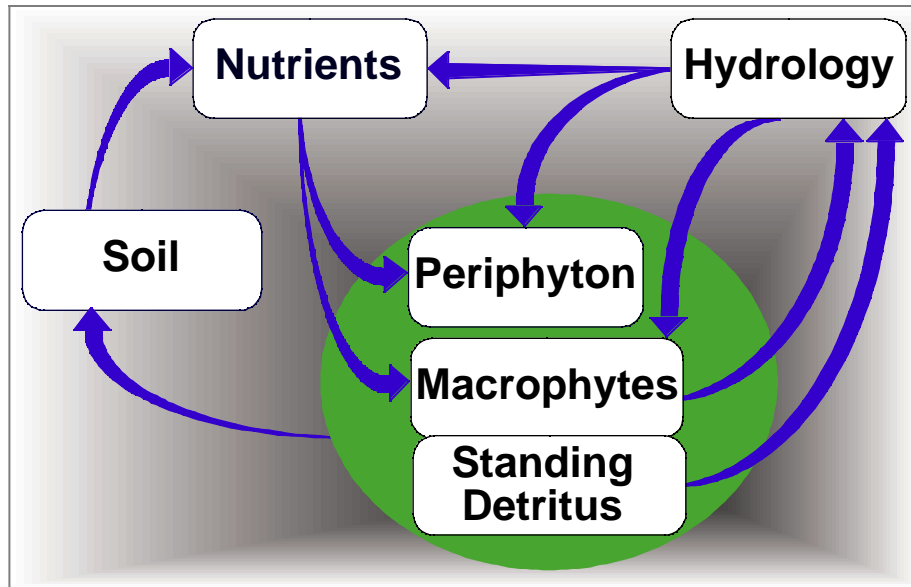 Nutrients
Hydrology
Soil
Periphyton
Macrophytes
Standing
Detritus